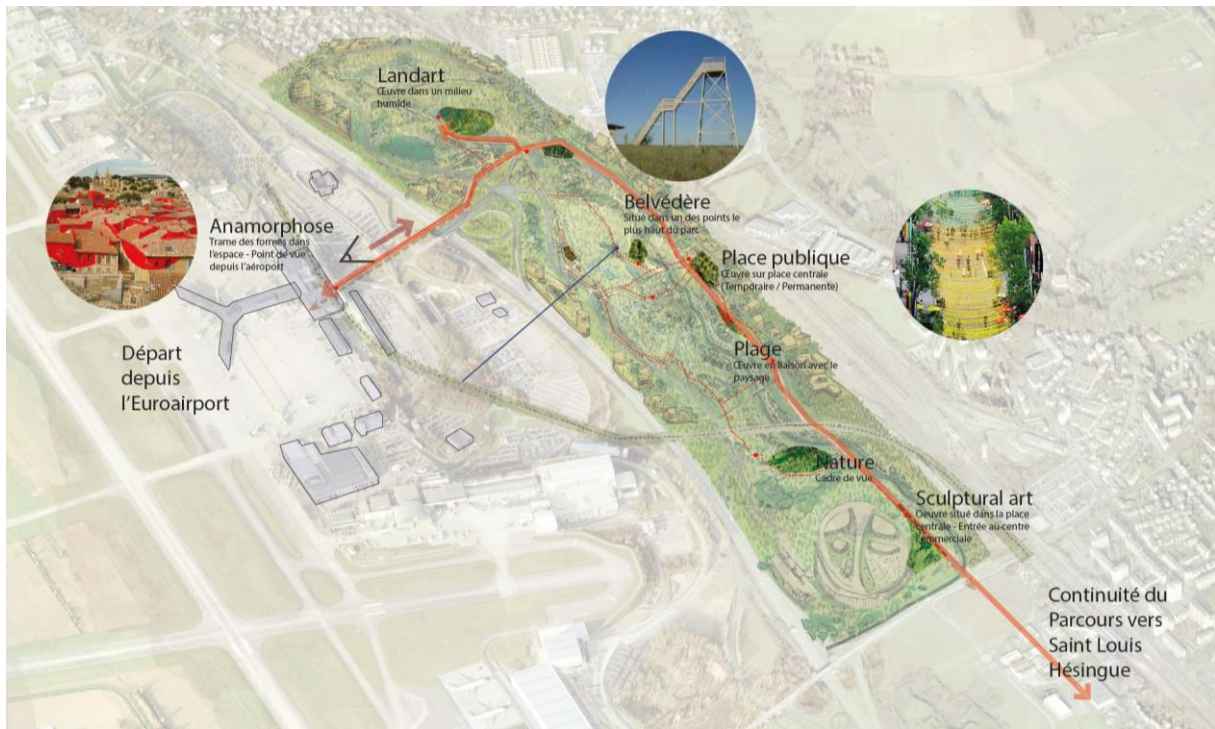 Landart
Œuvre dans un milieu
humide
Anamorphose
Trame des formes dans
l'espace - Point de vue
depuis l'aéroport
Belvédère
Situé dans un des points le
plus haut du parc
Place publique
Œuvre sur place centrale
(Temporaire / Permanente)
Départ
depuis
l'Euroairport
Plage
Œuvre en liaison avec le
paysage
Nature
Cadre de vue
Sculptural art
Oeuvre situé dans la place
centrale - Entrée au centre
commerciale
Continuité du
Parcours vers
Saint Louis
Hésingue